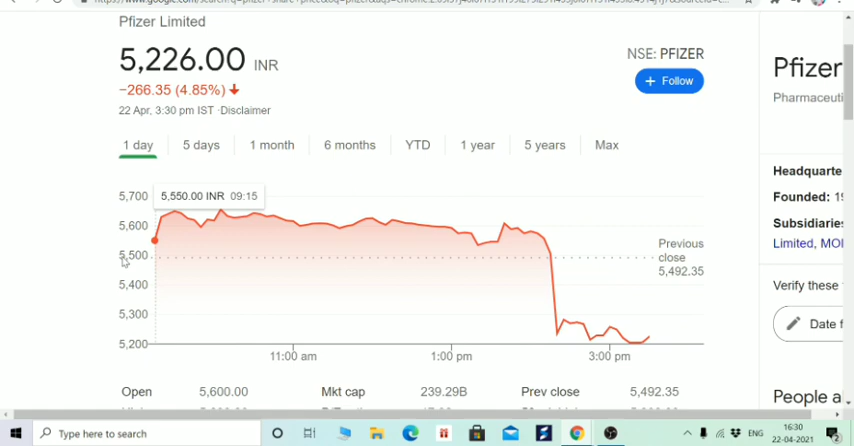 Pfizer Limited
5,226.00 INR
−266.35 (4.85%)
22 Apr, 3:30 pm IST · Disclaimer
NSE: PFIZER
+ Follow
1 day
5 days
1 month
6 months
YTD
1 year
5 years
Max
5,550.00 INR 09:15
5,700
5,600
5,500
5,400
5,300
5,200
Previous
close
5,492.35
11:00 am
1:00 pm
3:00 pm
Open 5,600.00
Mkt cap 239.29B
Prev close 5,492.35
Pfizer
Pharmaceuti
Headquarte
Founded: 19
Subsidiaries
Limited, MO
Verify these
Date f
People a
Type here to search
ENG
16:30
22-04-2021
2